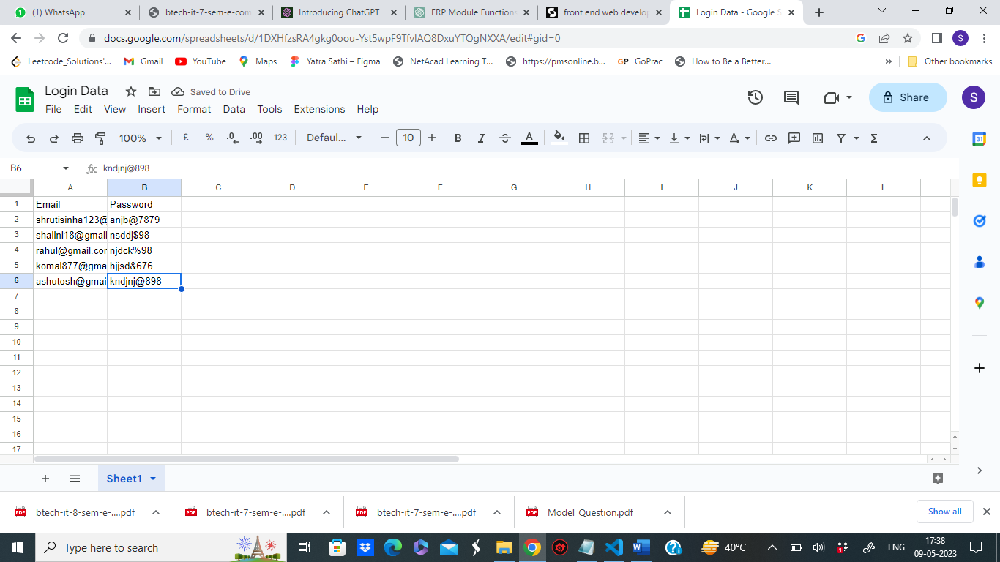 (1) WhatsApp btech-it-7-sem-e-com Introducing ChatGPT ERP Module Functions front end web develop Login Data - Google S
docs.google.com/spreadsheets/d/1DXHfzsRA4gkg0oou-Yst5wpF9TfvIAQ8DxuYTQgNXXA/edit#gid=0 S
Leetcode_Solutions'... Gmail YouTube Maps Yatra Sathi – Figma NetAcad Learning T... https://pmsonline.b... GP GoPrac How to Be a Better... » Other bookmarks
Login Data Saved to Drive
File Edit View Insert Format Data Tools Extensions Help Share S
100% £ % .0 .00 123 Defaul... − 10 + B I A Σ
31
B6 fx kndjnj@898
A B C D E F G H I J K L
1 Email Password
2 shrutisinha123@ anjb@7879
3 shalini18@gmail nsddj$98
4 rahul@gmail.cor njdck%98
5 komal877@gma hjjsd&676
6 ashutosh@gmai kndjnj@898
7
8
9
10
11
12
13
14
15
16
17
+ Sheet1
PDF btech-it-8-sem-e-....pdf PDF btech-it-7-sem-e-....pdf PDF btech-it-7-sem-e-....pdf PDF Model_Question.pdf Show all
Type here to search 40°C ENG 17:38
09-05-2023